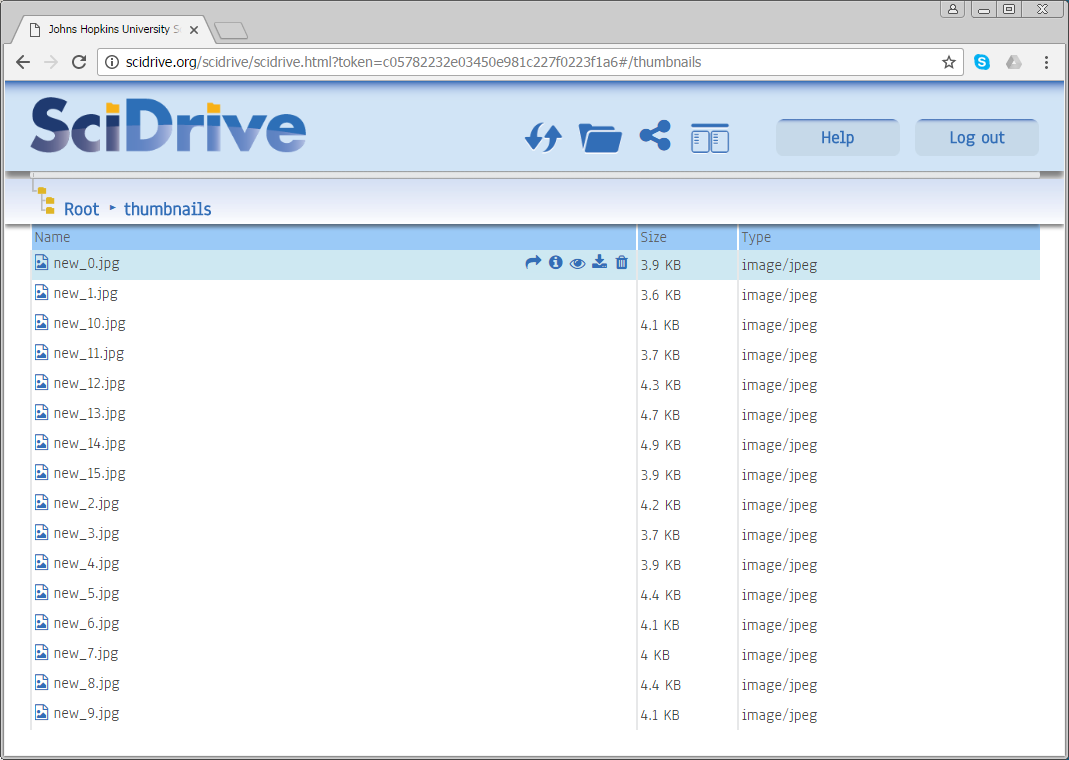 Johns Hopkins University S
scidrive.org/scidrive/scidrive.html?token=c05782232e03450e981c227f0223f1a6#/thumbnails
SciDrive
Help
Log out
Root ‣ thumbnails
Name Size Type
new_0.jpg 3.9 KB image/jpeg
new_1.jpg 3.6 KB image/jpeg
new_10.jpg 4.1 KB image/jpeg
new_11.jpg 3.7 KB image/jpeg
new_12.jpg 4.3 KB image/jpeg
new_13.jpg 4.7 KB image/jpeg
new_14.jpg 4.9 KB image/jpeg
new_15.jpg 3.9 KB image/jpeg
new_2.jpg 4.2 KB image/jpeg
new_3.jpg 3.7 KB image/jpeg
new_4.jpg 3.9 KB image/jpeg
new_5.jpg 4.4 KB image/jpeg
new_6.jpg 4.1 KB image/jpeg
new_7.jpg 4 KB image/jpeg
new_8.jpg 4.4 KB image/jpeg
new_9.jpg 4.1 KB image/jpeg